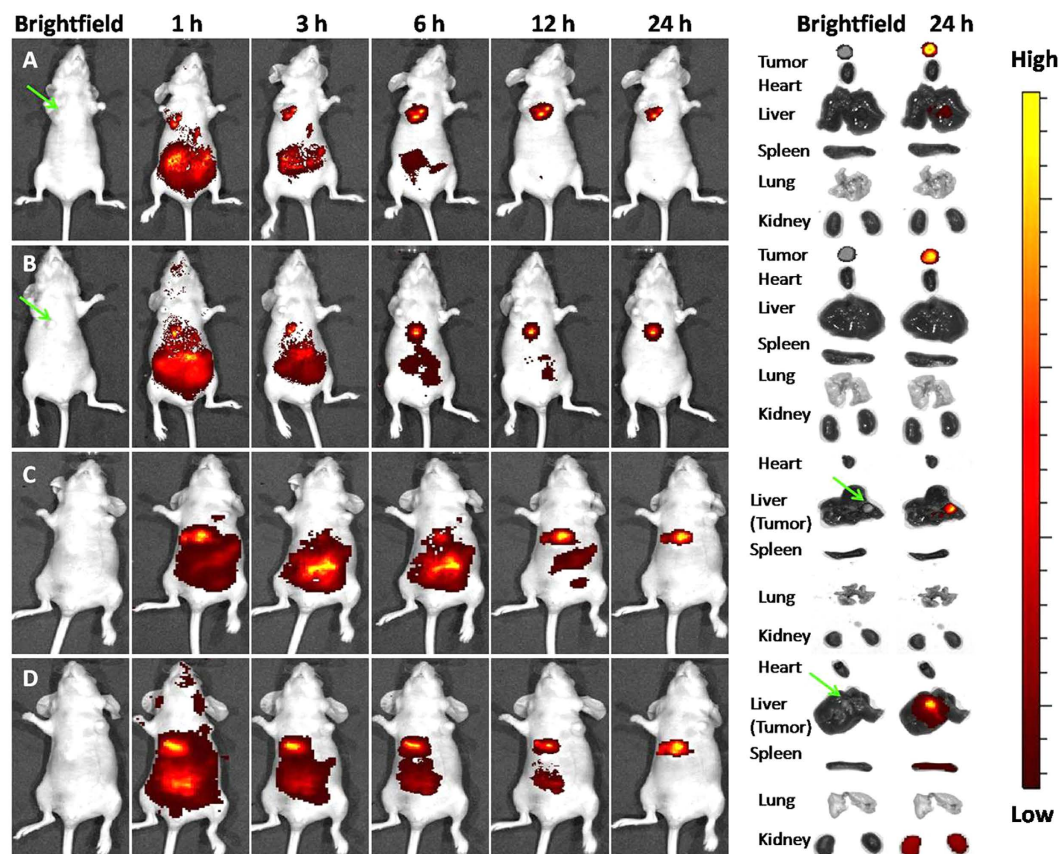 Brightfield 1 h 3 h 6 h 12 h 24 h Brightfield 24 h
High
A
Tumor
Heart
Liver
Spleen
Lung
Kidney
B
Tumor
Heart
Liver
Spleen
Lung
Kidney
C
Heart
Liver
(Tumor)
Spleen
Lung
Kidney
D
Heart
Liver
(Tumor)
Spleen
Lung
Kidney
Low